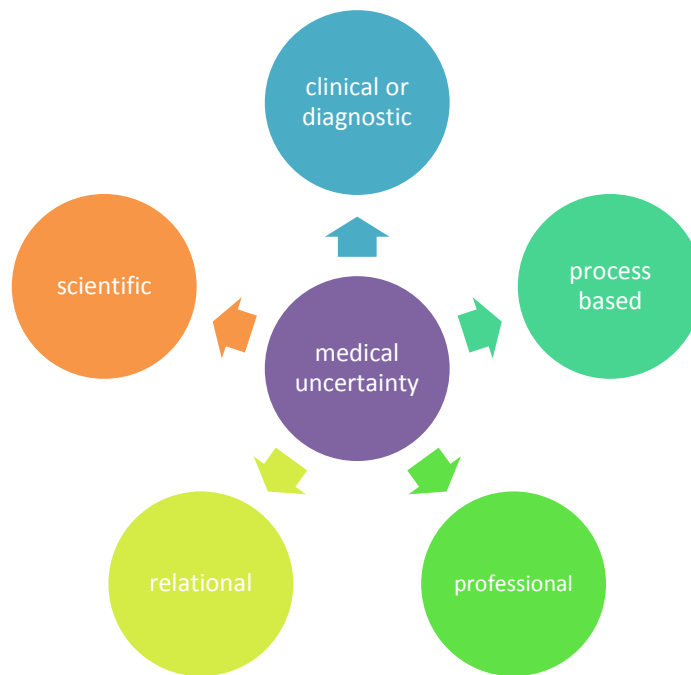 clinical or
diagnostic
process
based
professional
relational
scientific
medical
uncertainty